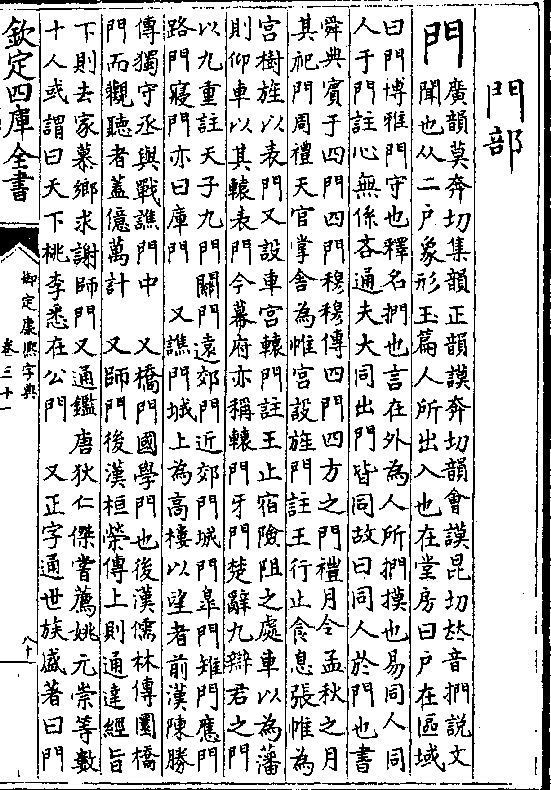 門部
門
廣韻莫奔切集韻正韻謨奔切韻會謨昆切𠀤音捫說文
聞也从二戶象形玉篇人所出入也在堂房曰戶在區域
曰門博雅門守也釋名捫也言在外為人所捫摸也易同人同
人于門註心無係吝通夫大同出門皆同故曰同人於門也書
舜典賓于四門四門穆穆傳四門四方之門禮月令孟秋之月
其祀門周禮天官掌舍為帷宮設旌門註王行止食息張帷為
宮樹旌以表門又設車宮轅門註王止宿險阻之處車以為藩
則仰車以其轅表門今幕府亦稱轅門牙門楚辭九辯君之門
以九重註天子九門關門遠郊門近郊門城門臯門雉門應門
路門寢門亦曰庫門　又譙門城上為高樓以望者前漢陳勝
傳獨守丞與戰譙門中　又橋門國學門也後漢儒林傳圜橋
門而觀聽者蓋億萬計　又師門後漢桓榮傳上則通達經旨
下則去家慕鄉求謝師門又通鑑唐狄仁傑嘗薦姚元崇等數
十人或謂曰天下桃李悉在公門　又正字通世族盛著曰門
欽定四庫全書
御定康熙字典
卷三十一
八十